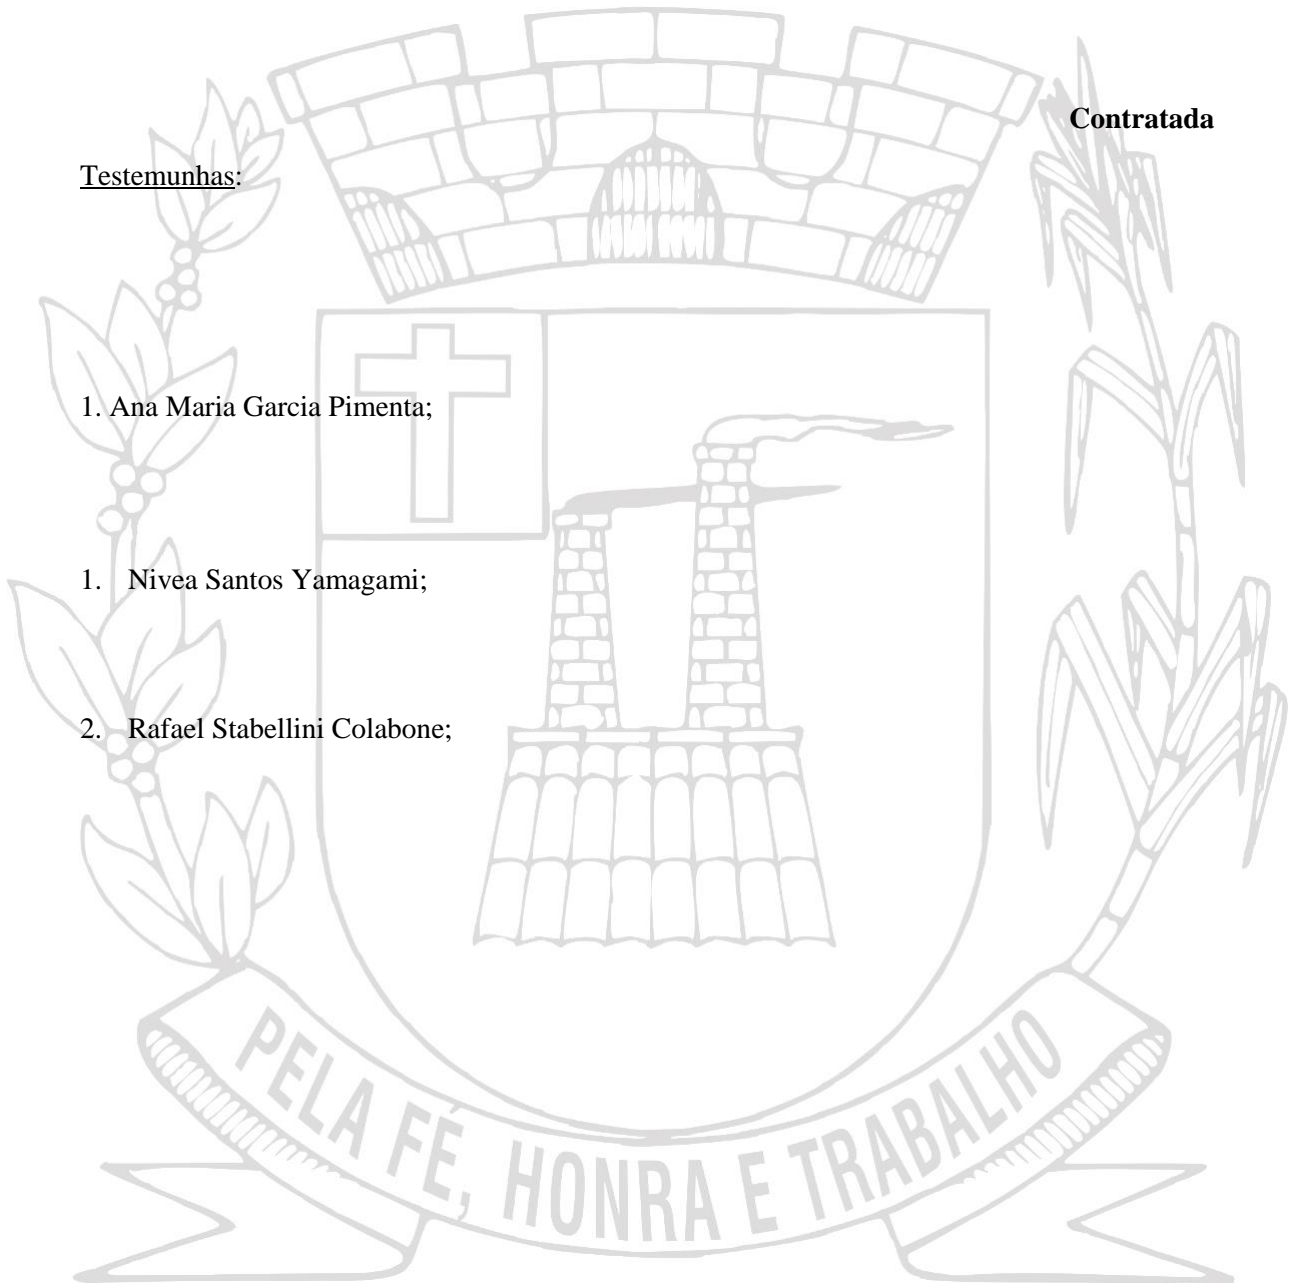 Contratada
Testemunhas:
1. Ana Maria Garcia Pimenta;
1. Nivea Santos Yamagami;
2. Rafael Stabellini Colabone;
PELA FÉ, HONRA E TRABALHO